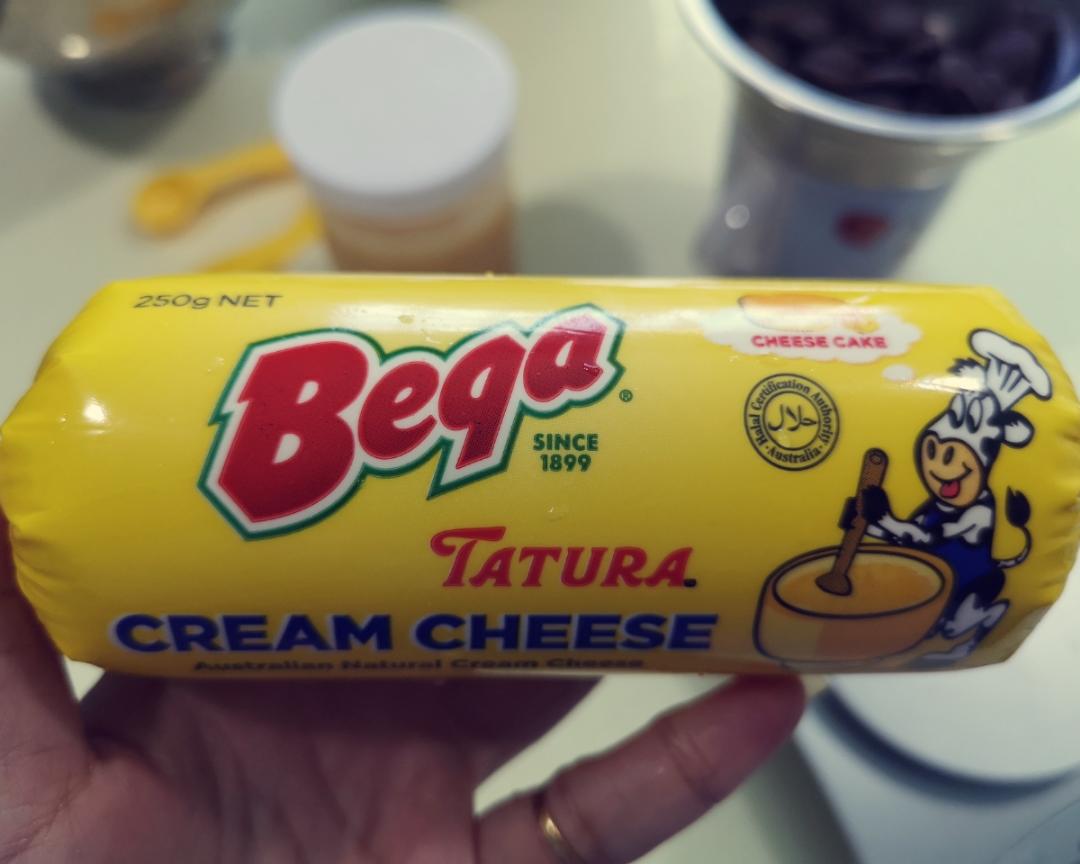 250g NET
Bega®
SINCE
1899
CHEESE CAKE
Halal Certification Authority
حلال
·Australia·
TATURA
CREAM CHEESE
Australian Natural Cream Cheese